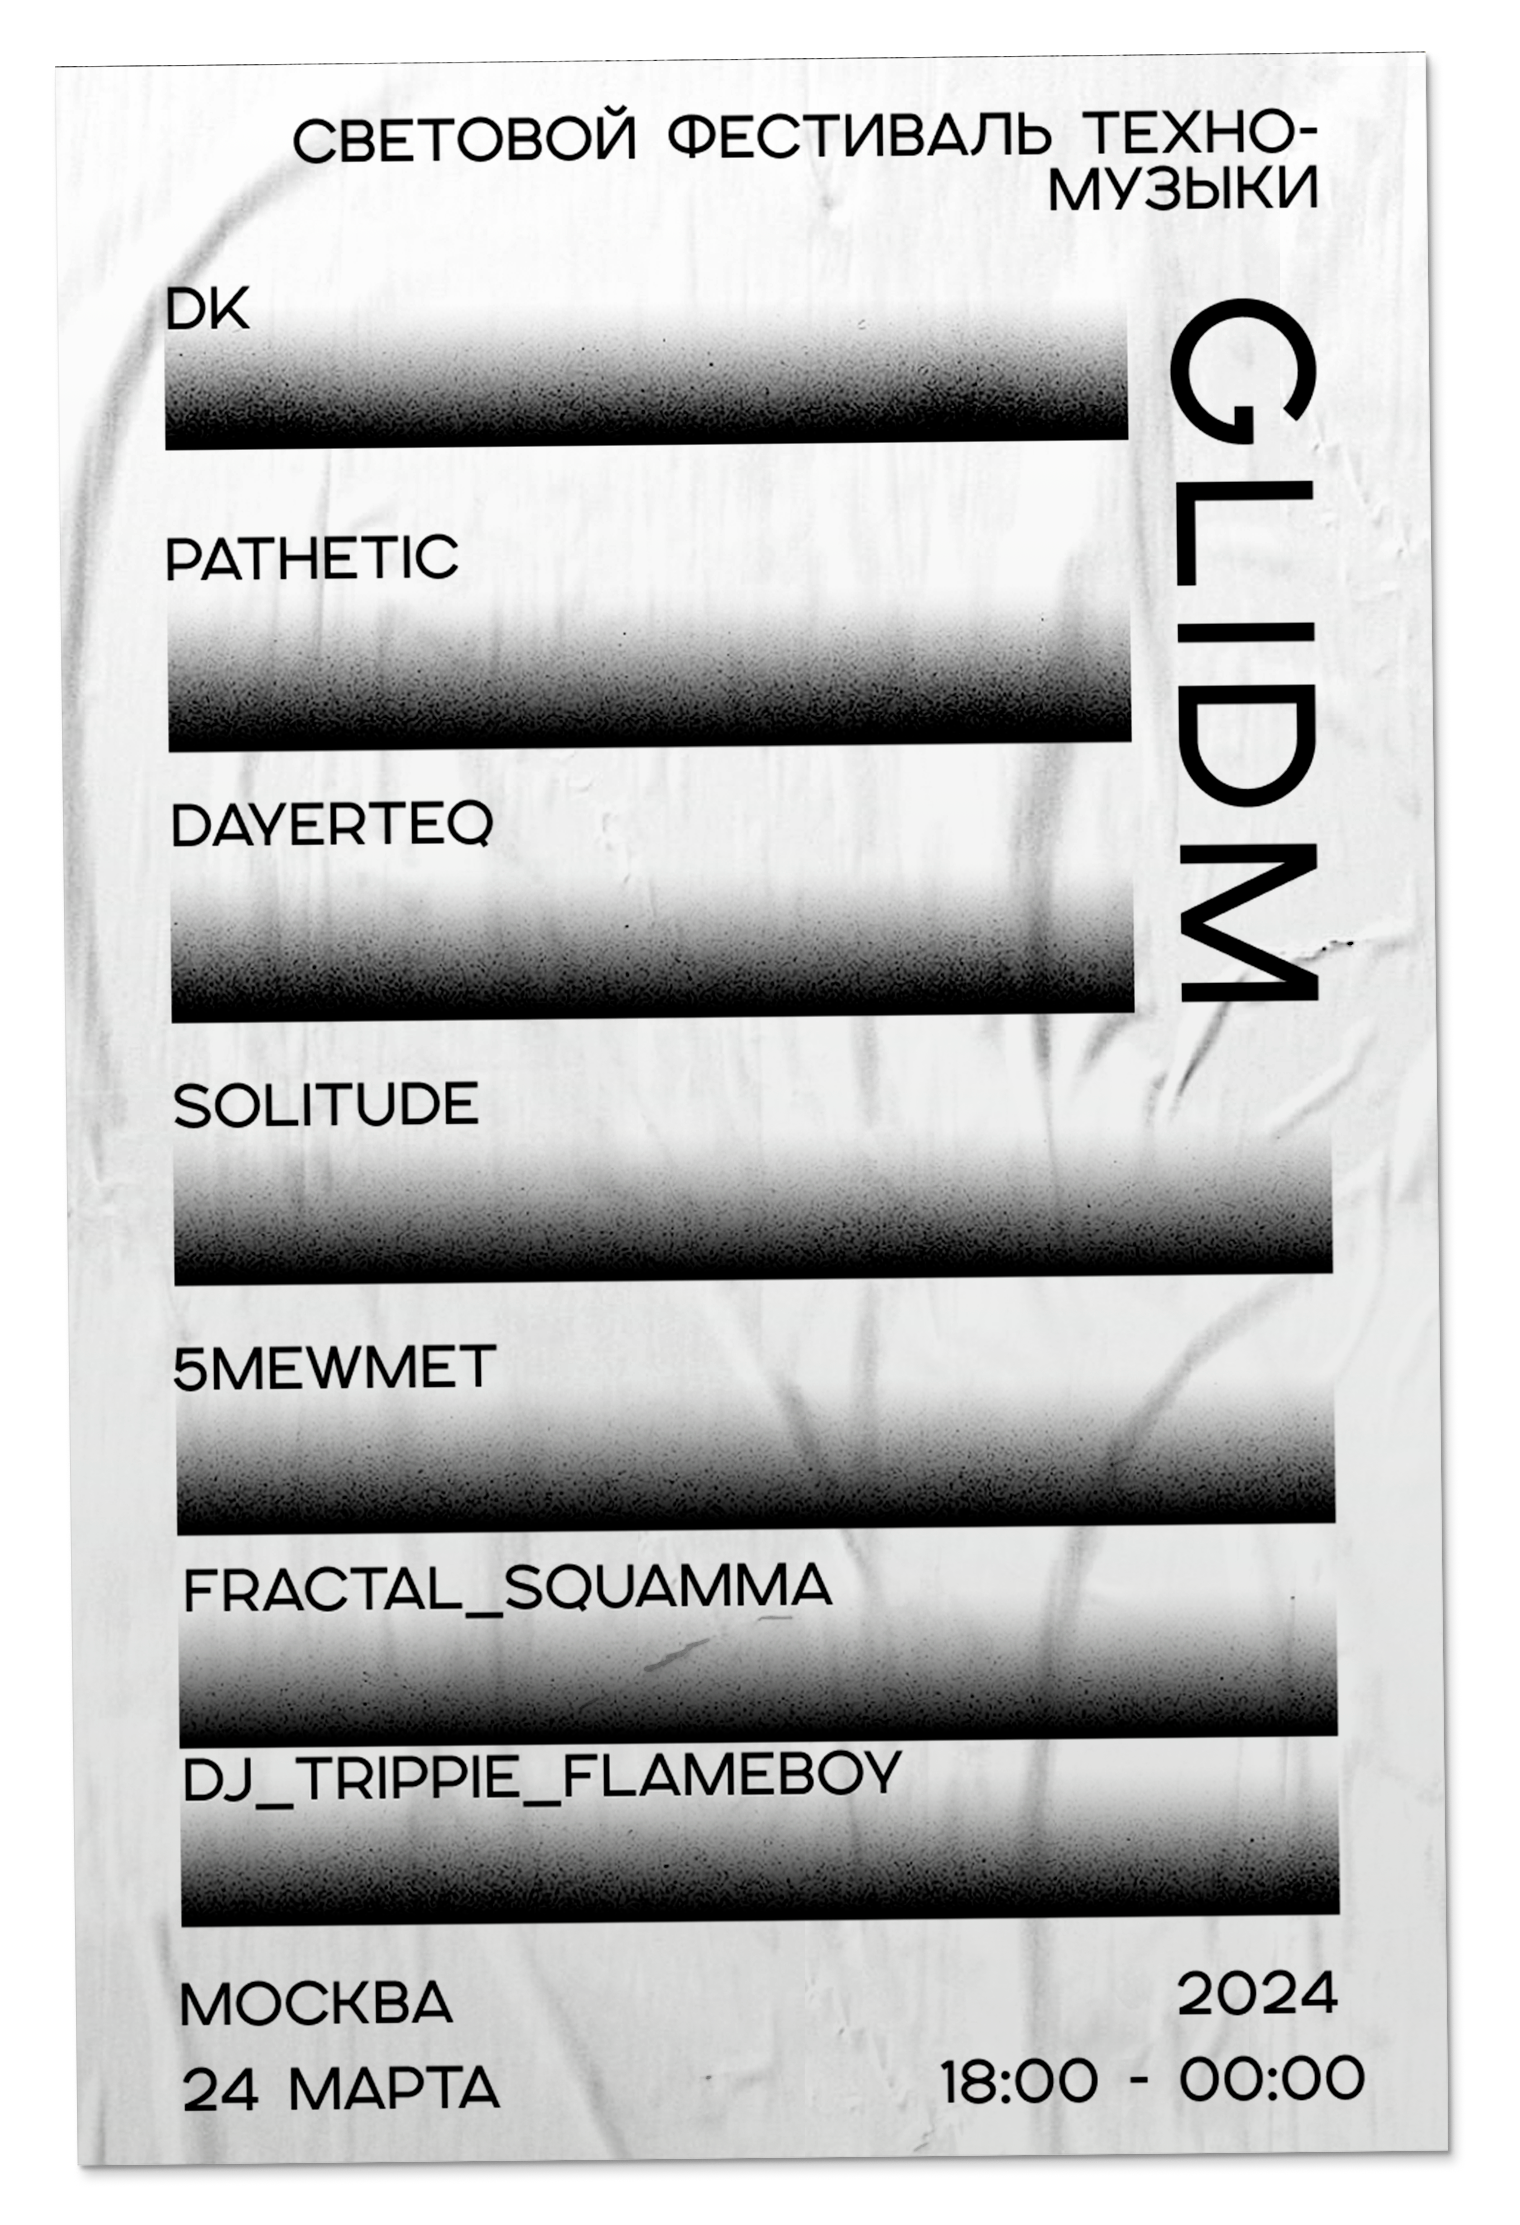 СВЕТОВОЙ ФЕСТИВАЛЬ ТЕХНО-
МУЗЫКИ
GLIDM
DK
PATHETIC
DAYERTEQ
SOLITUDE
5MEWMET
FRACTAL_SQUAMMA
DJ_TRIPPIE_FLAMEBOY
МОСКВА
2024
24 МАРТА
18:00 - 00:00